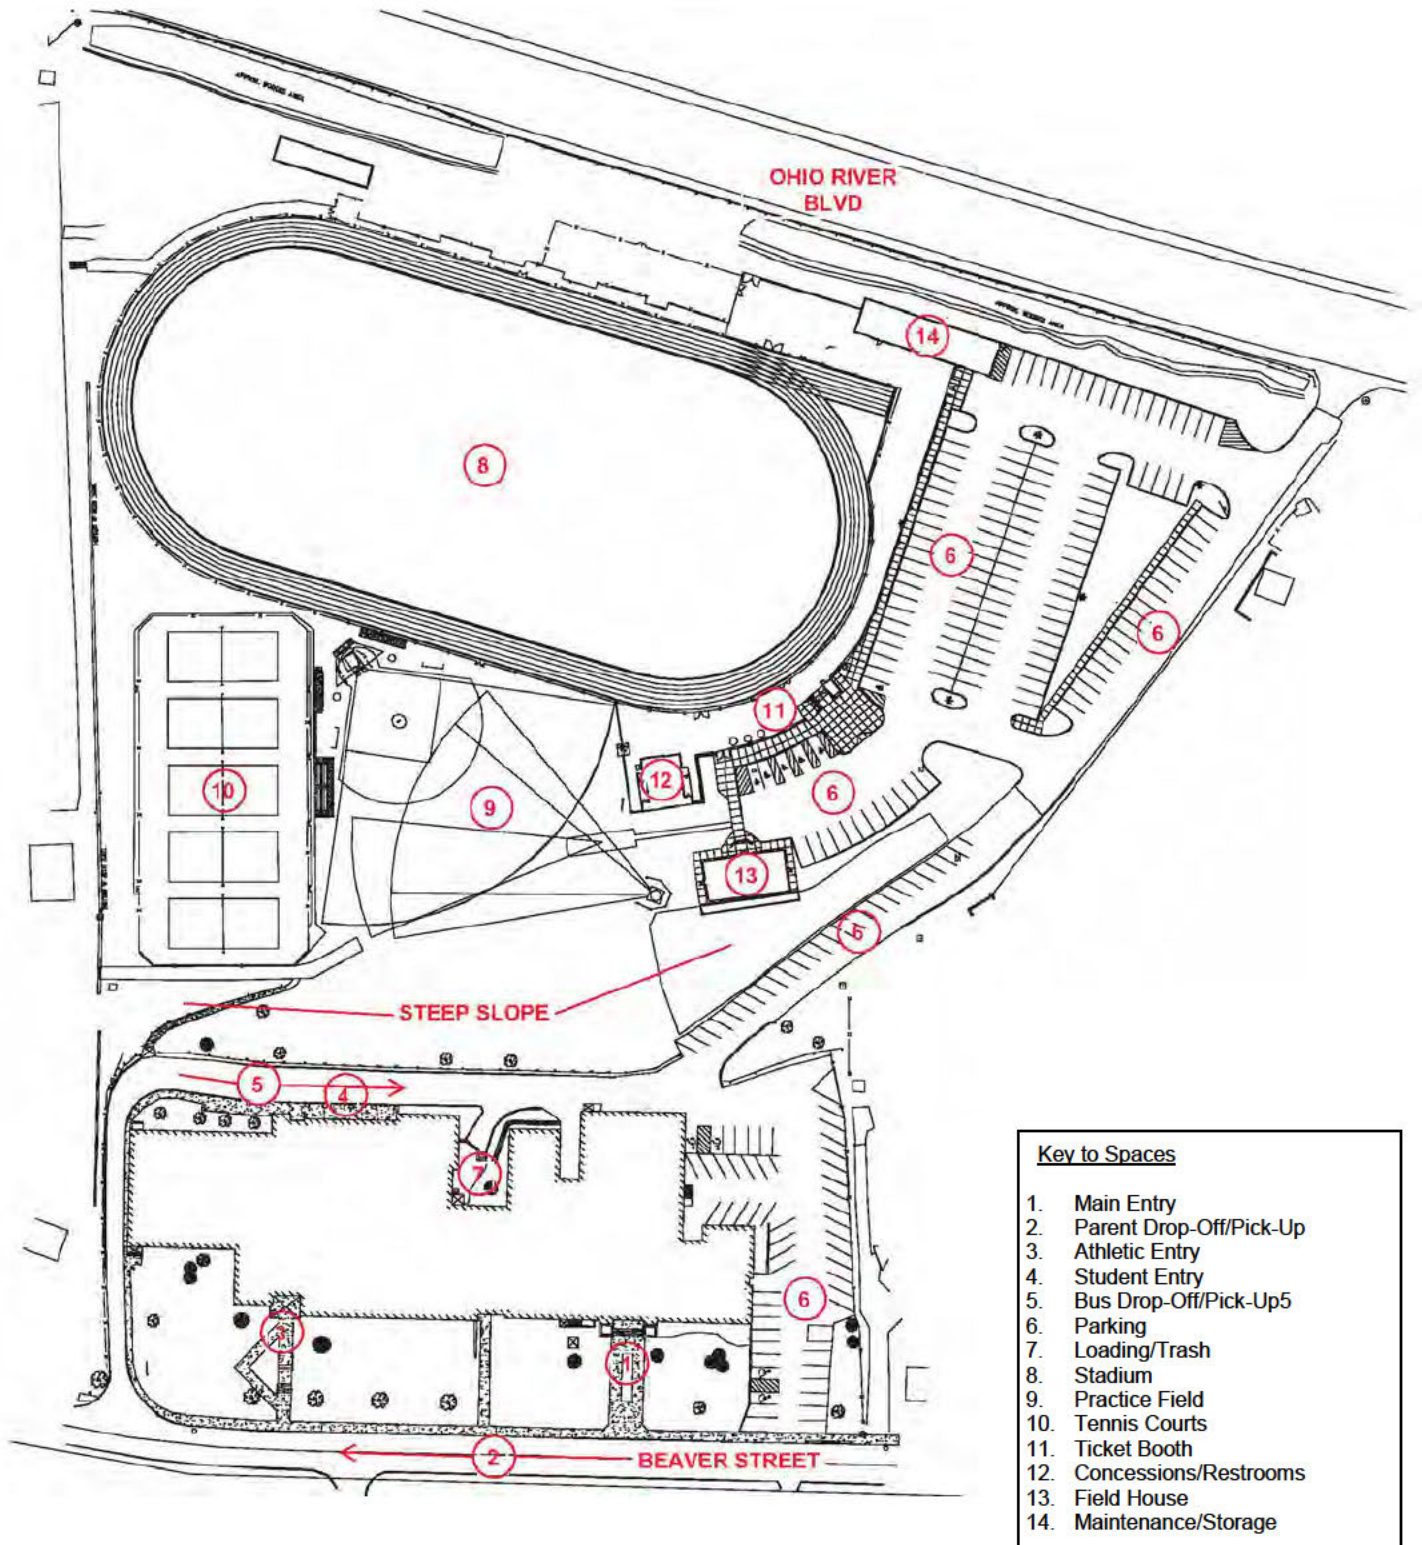 OHIO RIVER
BLVD
14
8
6
6
11
12
6
10
9
13
6
STEEP SLOPE
5
4
7
6
3
1
2
BEAVER STREET
Key to Spaces
1. Main Entry
2. Parent Drop-Off/Pick-Up
3. Athletic Entry
4. Student Entry
5. Bus Drop-Off/Pick-Up5
6. Parking
7. Loading/Trash
8. Stadium
9. Practice Field
10. Tennis Courts
11. Ticket Booth
12. Concessions/Restrooms
13. Field House
14. Maintenance/Storage